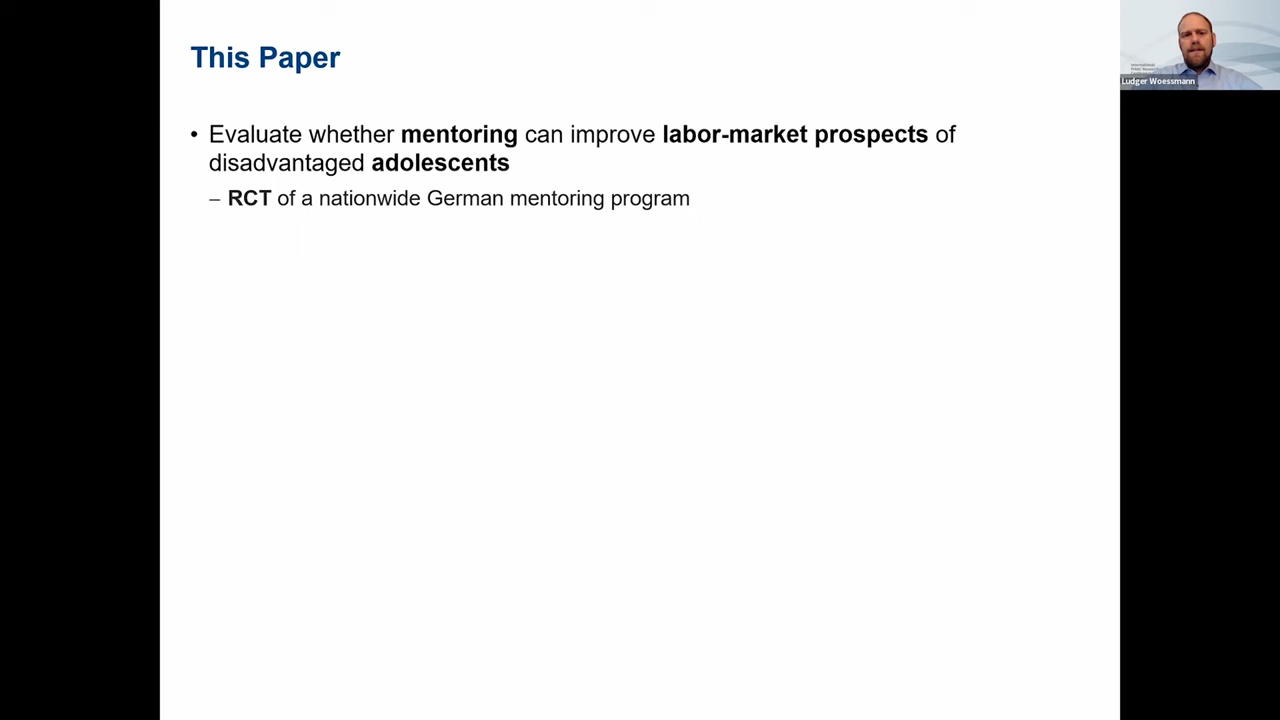 This Paper
• Evaluate whether mentoring can improve labor-market prospects of
disadvantaged adolescents
– RCT of a nationwide German mentoring program
Ludger Woessmann